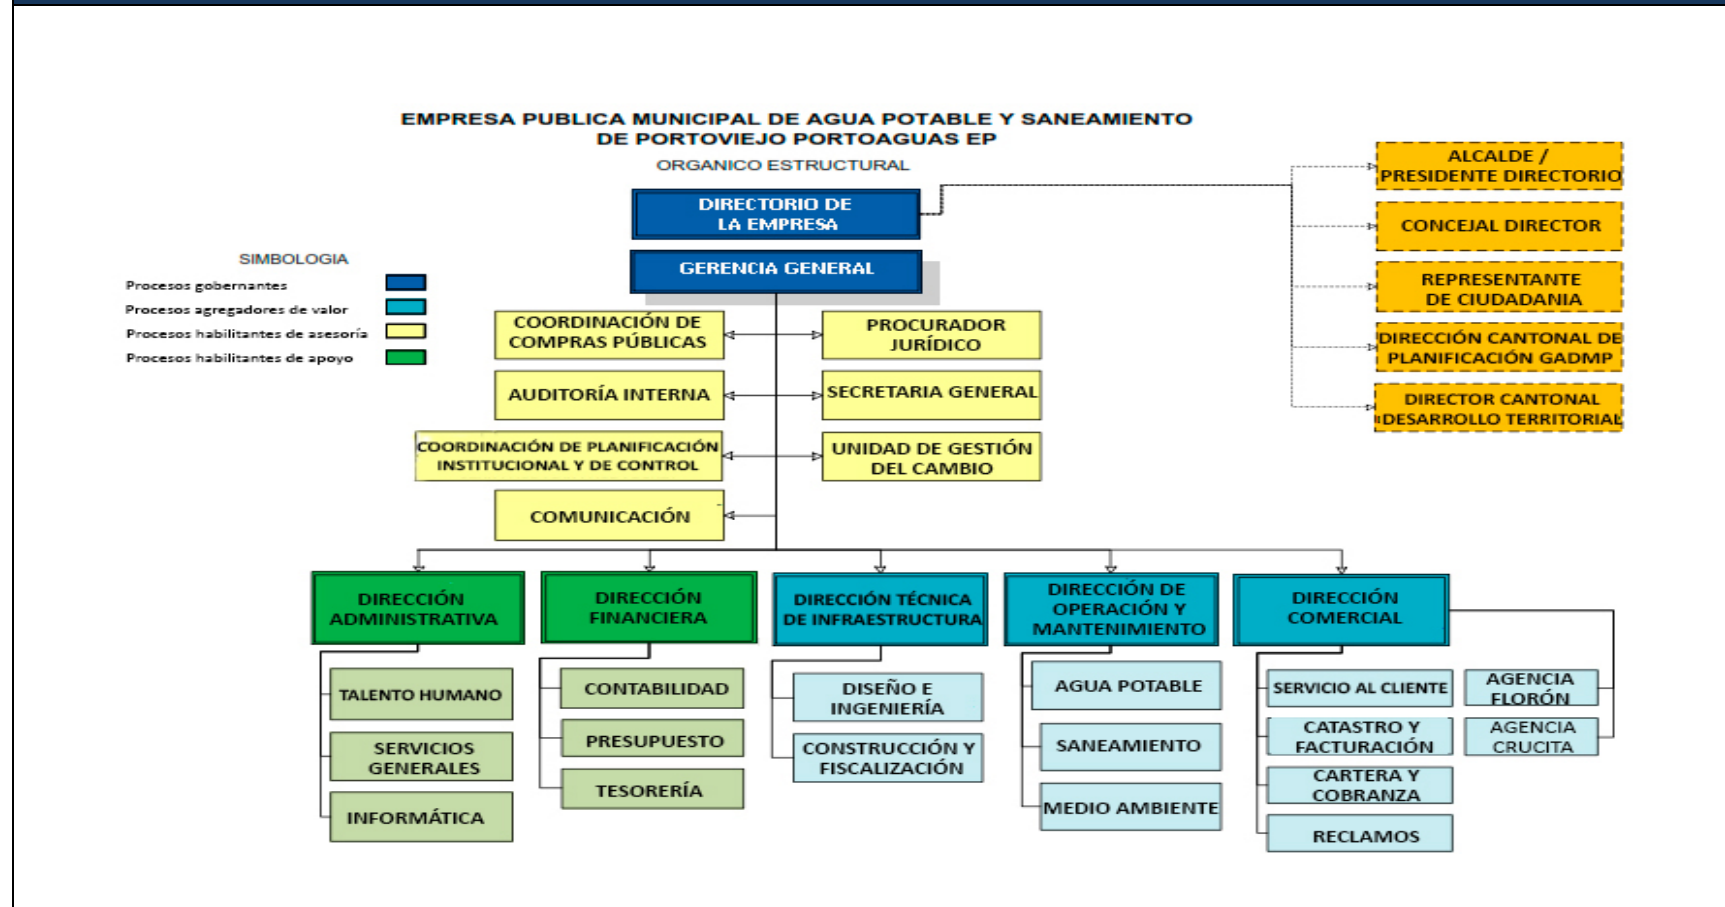 EMPRESA PUBLICA MUNICIPAL DE AGUA POTABLE Y SANEAMIENTO
DE PORTOVIEJO PORTOAGUAS EP
ORGANICO ESTRUCTURAL
DIRECTORIO DE
LA EMPRESA
GERENCIA GENERAL
ALCALDE /
PRESIDENTE DIRECTORIO
CONCEJAL DIRECTOR
REPRESENTANTE
DE CIUDADANIA
DIRECCIÓN CANTONAL DE
PLANIFICACIÓN GADMP
DIRECTOR CANTONAL
DESARROLLO TERRITORIAL
SIMBOLOGIA
Procesos gobernantes
Procesos agregadores de valor
Procesos habilitantes de asesoría
Procesos habilitantes de apoyo
COORDINACIÓN DE
COMPRAS PÚBLICAS
PROCURADOR
JURÍDICO
AUDITORÍA INTERNA
SECRETARIA GENERAL
COORDINACIÓN DE PLANIFICACIÓN
INSTITUCIONAL Y DE CONTROL
UNIDAD DE GESTIÓN
DEL CAMBIO
COMUNICACIÓN
DIRECCIÓN
ADMINISTRATIVA
TALENTO HUMANO
SERVICIOS
GENERALES
INFORMÁTICA
DIRECCIÓN
FINANCIERA
CONTABILIDAD
PRESUPUESTO
TESORERÍA
DIRECCIÓN TÉCNICA
DE INFRAESTRUCTURA
DISEÑO E
INGENIERÍA
CONSTRUCCIÓN Y
FISCALIZACIÓN
DIRECCIÓN DE
OPERACIÓN Y
MANTENIMIENTO
AGUA POTABLE
SANEAMIENTO
MEDIO AMBIENTE
DIRECCIÓN
COMERCIAL
SERVICIO AL CLIENTE
CATASTRO Y
FACTURACIÓN
CARTERA Y
COBRANZA
RECLAMOS
AGENCIA
FLORÓN
AGENCIA
CRUCITA